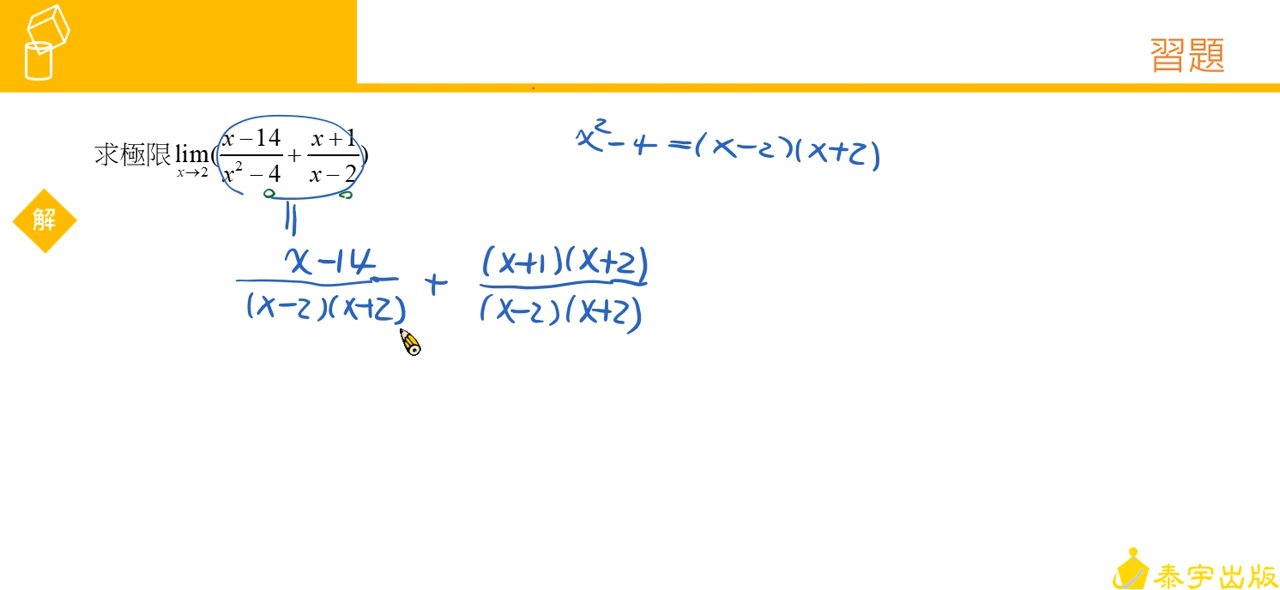 習題
求極限 lim x→2 ( (x−14)/(x²−4) + (x+1)/(x−2) )
x²−4=(x−2)(x+2)
解
=
(x−14)/((x−2)(x+2)) + ((x+1)(x+2))/((x−2)(x+2))
泰宇出版